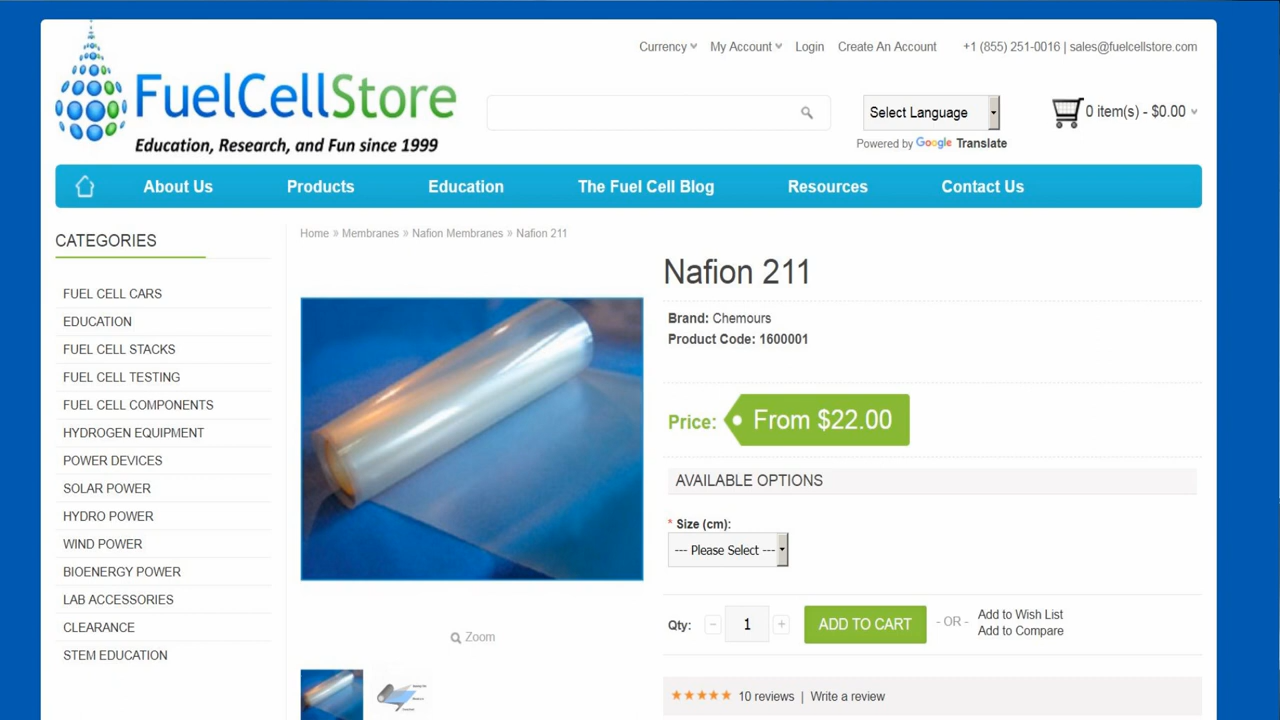 Currency
My Account
Login
Create An Account
+1 (855) 251-0016 | sales@fuelcellstore.com
FuelCellStore
Education, Research, and Fun since 1999
Select Language
Powered by Google Translate
0 item(s) - $0.00
About Us
Products
Education
The Fuel Cell Blog
Resources
Contact Us
CATEGORIES
FUEL CELL CARS
EDUCATION
FUEL CELL STACKS
FUEL CELL TESTING
FUEL CELL COMPONENTS
HYDROGEN EQUIPMENT
POWER DEVICES
SOLAR POWER
HYDRO POWER
WIND POWER
BIOENERGY POWER
LAB ACCESSORIES
CLEARANCE
STEM EDUCATION
Home » Membranes » Nafion Membranes » Nafion 211
Zoom
Nafion 211
Brand: Chemours
Product Code: 1600001
Price: From $22.00
AVAILABLE OPTIONS
* Size (cm):
--- Please Select ---
Qty: − 1 +
ADD TO CART
- OR -
Add to Wish List
Add to Compare
10 reviews | Write a review